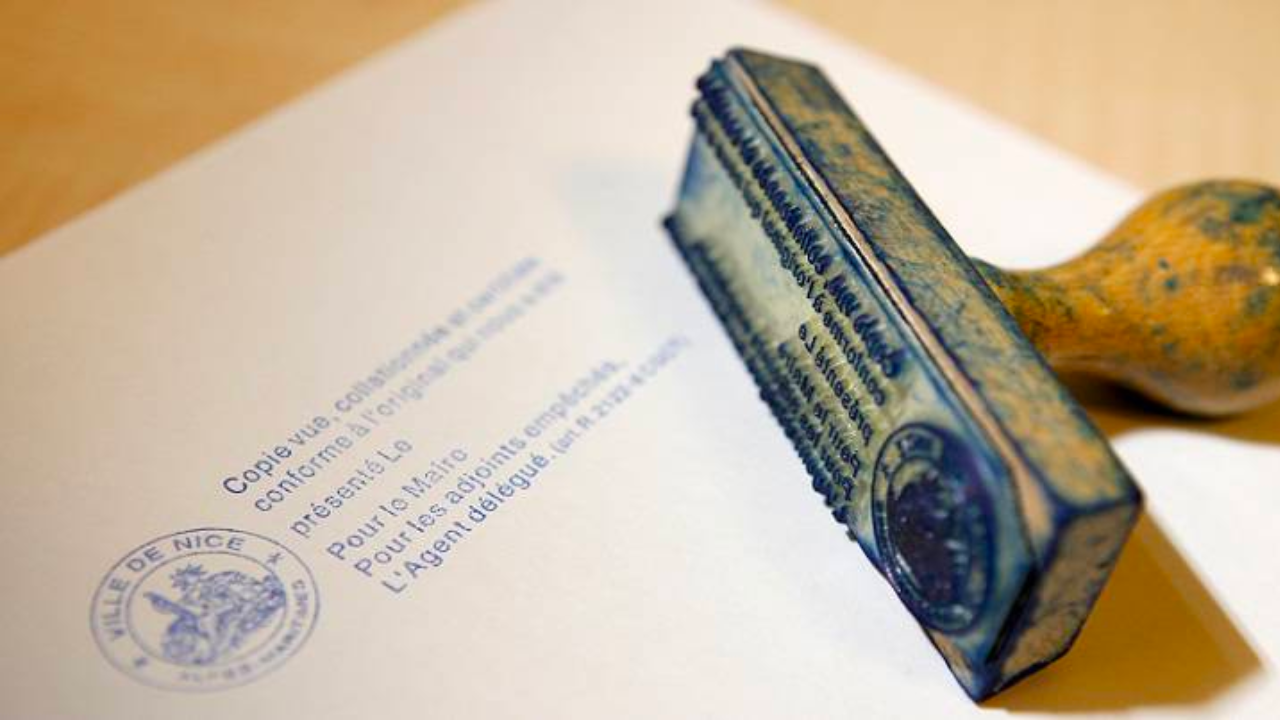 Copie vue, collationnée et certifiée
conforme à l'original qui nous a été
présenté Le
Pour le Maire
Pour les adjoints empêchés,
L'Agent délégué. (art R.2122-8 CGCT)
VILLE DE NICE
ALPES-MARITIMES